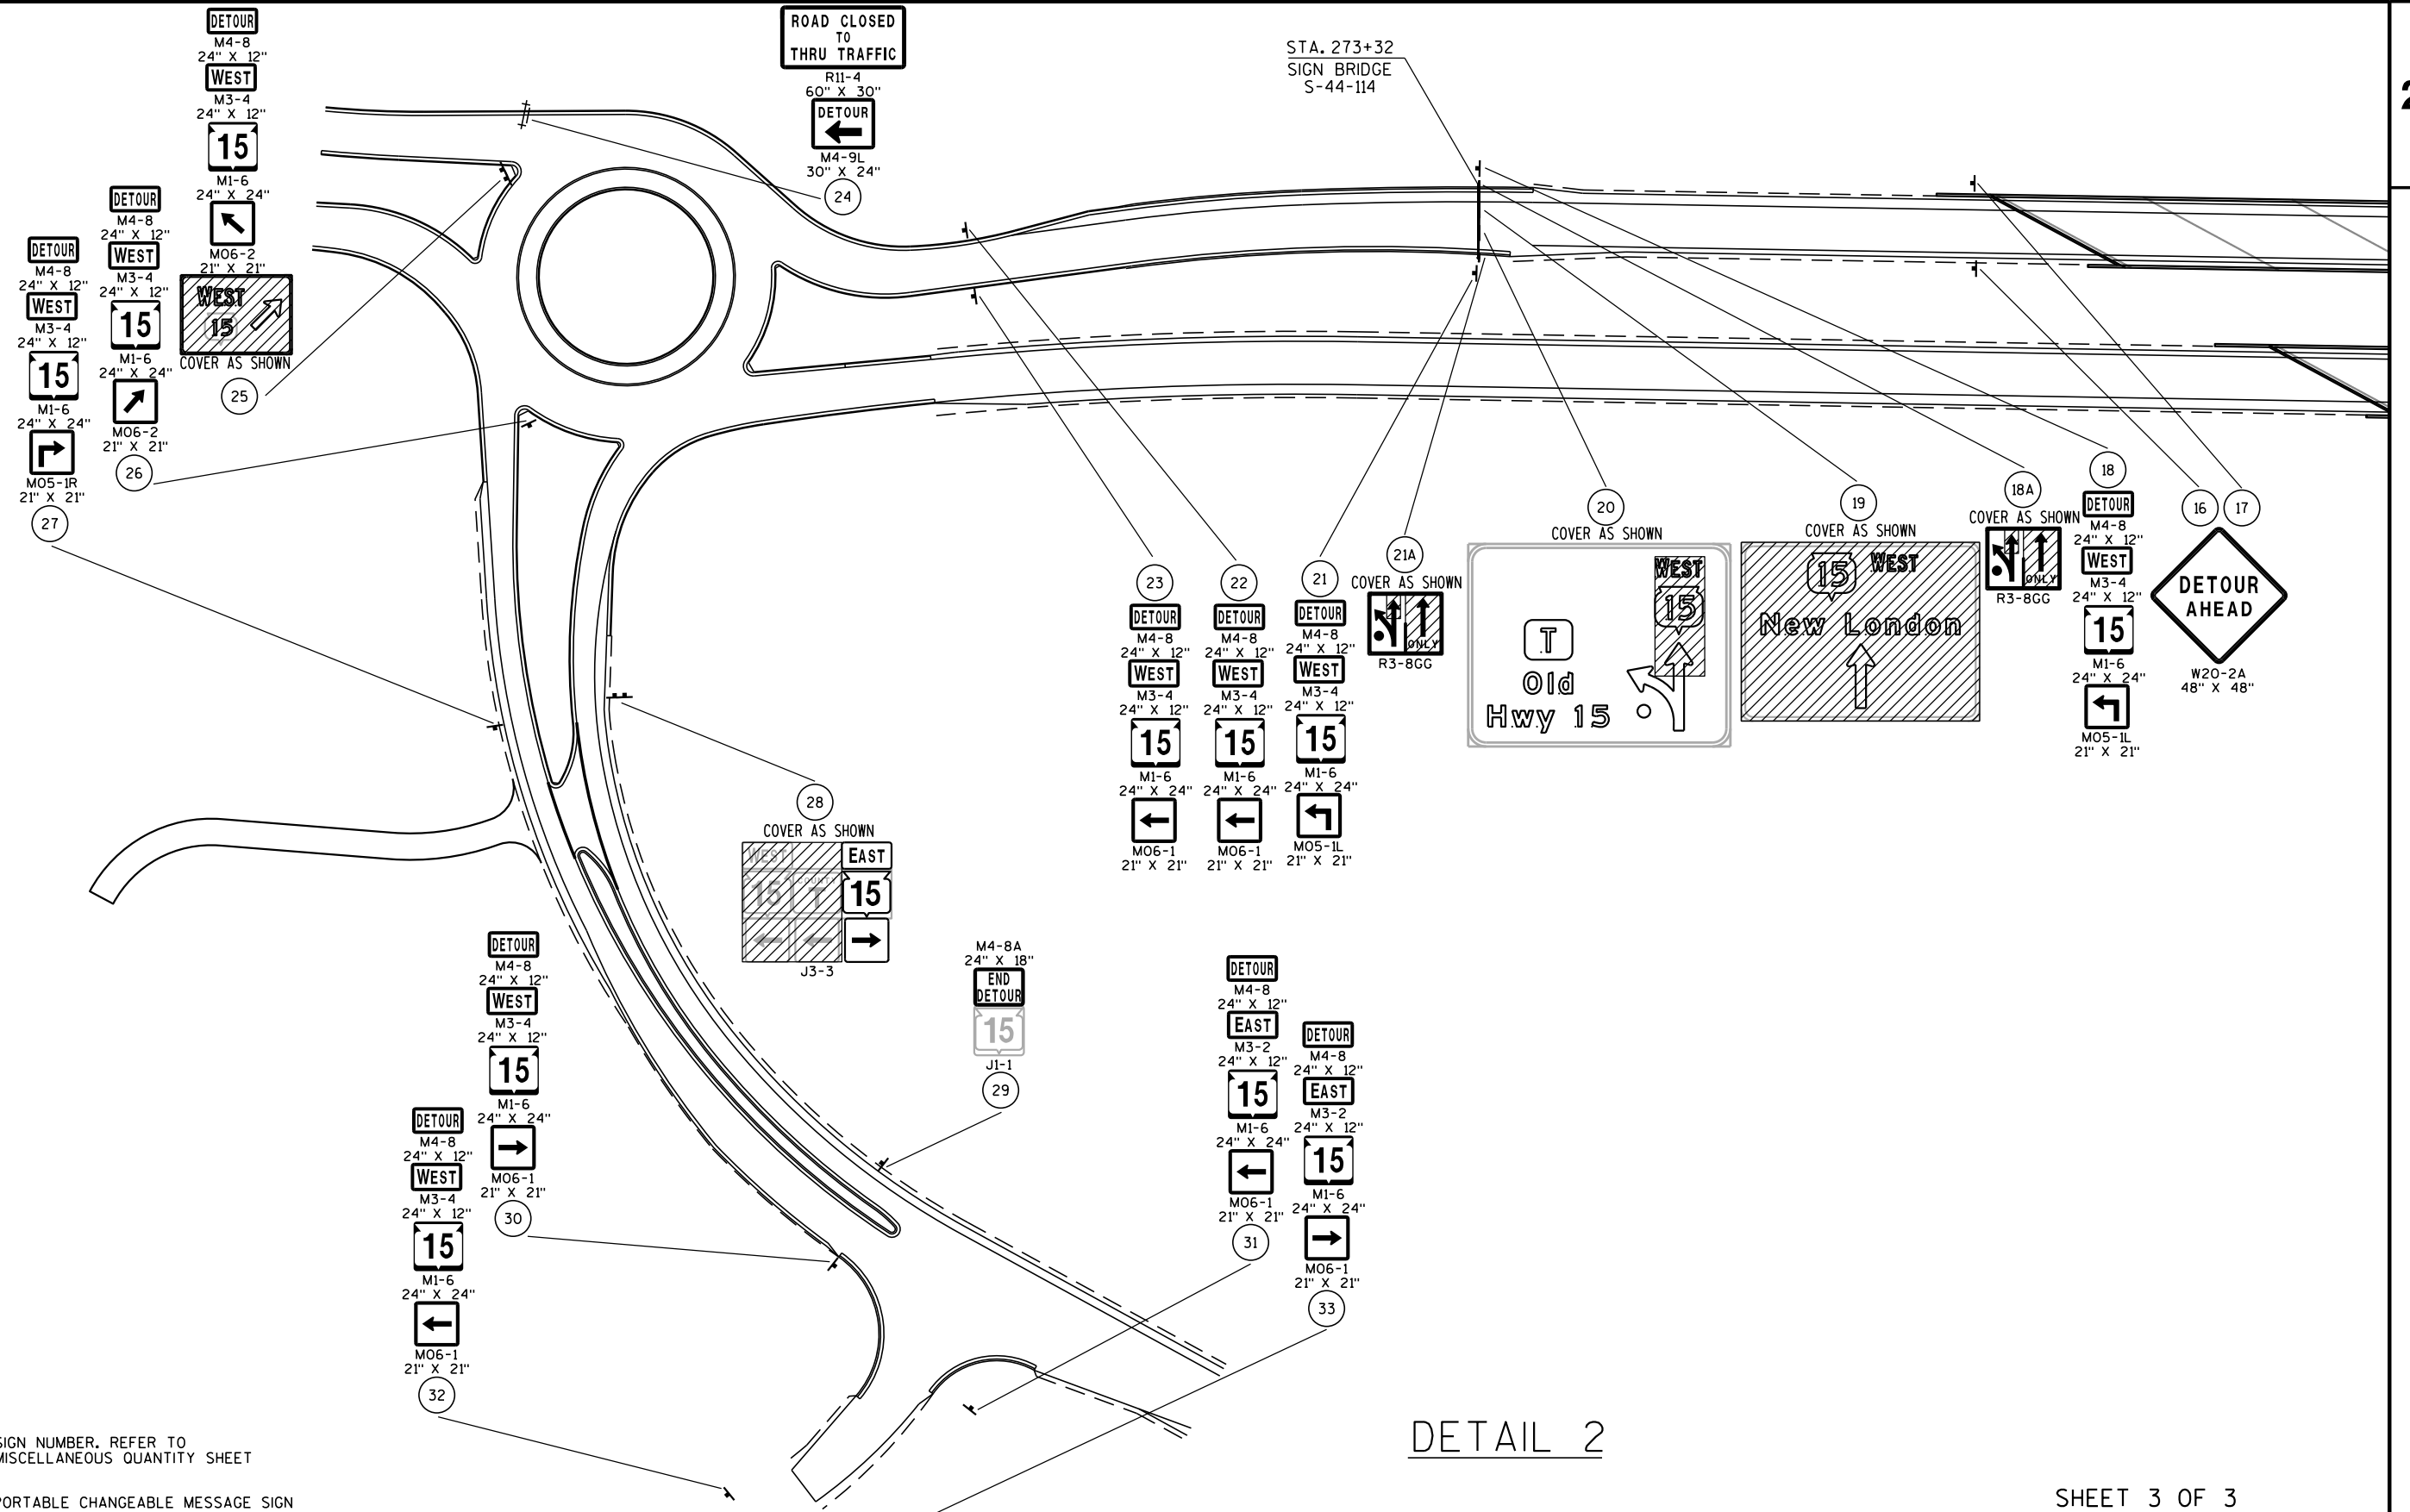 DETOUR
M4-8
24" X 12"
WEST
M3-4
24" X 12"
15
M1-6
24" X 24"
M06-2
21" X 21"
WEST
15
COVER AS SHOWN
25
DETOUR
M4-8
24" X 12"
WEST
M3-4
24" X 12"
15
M1-6
24" X 24"
M06-2
21" X 21"
26
DETOUR
M4-8
24" X 12"
WEST
M3-4
24" X 12"
15
M1-6
24" X 24"
M05-1R
21" X 21"
27
ROAD CLOSED
TO
THRU TRAFFIC
R11-4
60" X 30"
DETOUR
M4-9L
30" X 24"
24
STA. 273+32
SIGN BRIDGE
S-44-114
2
23
DETOUR
M4-8
24" X 12"
WEST
M3-4
24" X 12"
15
M1-6
24" X 24"
M06-1
21" X 21"
22
DETOUR
M4-8
24" X 12"
WEST
M3-4
24" X 12"
15
M1-6
24" X 24"
M06-1
21" X 21"
21
DETOUR
M4-8
24" X 12"
WEST
M3-4
24" X 12"
15
M1-6
24" X 24"
M05-1L
21" X 21"
21A
COVER AS SHOWN
ONLY
R3-8GG
20
COVER AS SHOWN
WEST
15
T
Old
Hwy 15
19
COVER AS SHOWN
15 WEST
New London
18A
COVER AS SHOWN
ONLY
R3-8GG
18
DETOUR
M4-8
24" X 12"
WEST
M3-4
24" X 12"
15
M1-6
24" X 24"
M05-1L
21" X 21"
16
17
DETOUR
AHEAD
W20-2A
48" X 48"
28
COVER AS SHOWN
WEST
EAST
15
COUNTY
T
15
J3-3
M4-8A
24" X 18"
END
DETOUR
15
J1-1
29
DETOUR
M4-8
24" X 12"
WEST
M3-4
24" X 12"
15
M1-6
24" X 24"
M06-1
21" X 21"
30
DETOUR
M4-8
24" X 12"
WEST
M3-4
24" X 12"
15
M1-6
24" X 24"
M06-1
21" X 21"
32
DETOUR
M4-8
24" X 12"
EAST
M3-2
24" X 12"
15
M1-6
24" X 24"
M06-1
21" X 21"
31
DETOUR
M4-8
24" X 12"
EAST
M3-2
24" X 12"
15
M1-6
24" X 24"
M06-1
21" X 21"
33
SIGN NUMBER. REFER TO
MISCELLANEOUS QUANTITY SHEET
PORTABLE CHANGEABLE MESSAGE SIGN
DETAIL 2
SHEET 3 OF 3